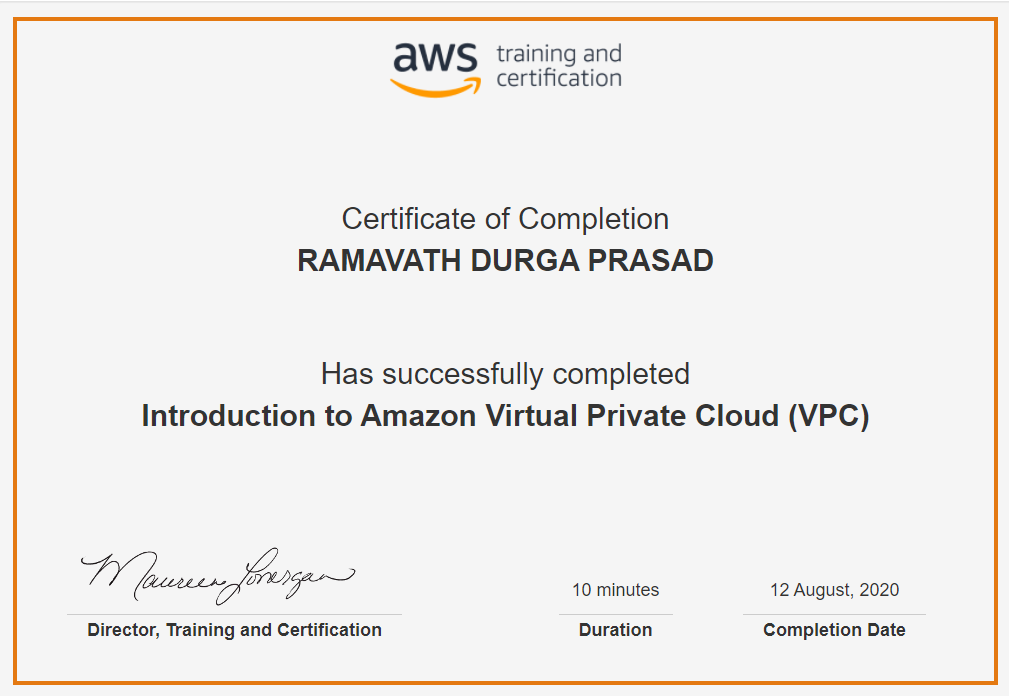 aws training and
certification
Certificate of Completion
RAMAVATH DURGA PRASAD
Has successfully completed
Introduction to Amazon Virtual Private Cloud (VPC)
Maureen Lonergan
10 minutes
12 August, 2020
Director, Training and Certification
Duration
Completion Date